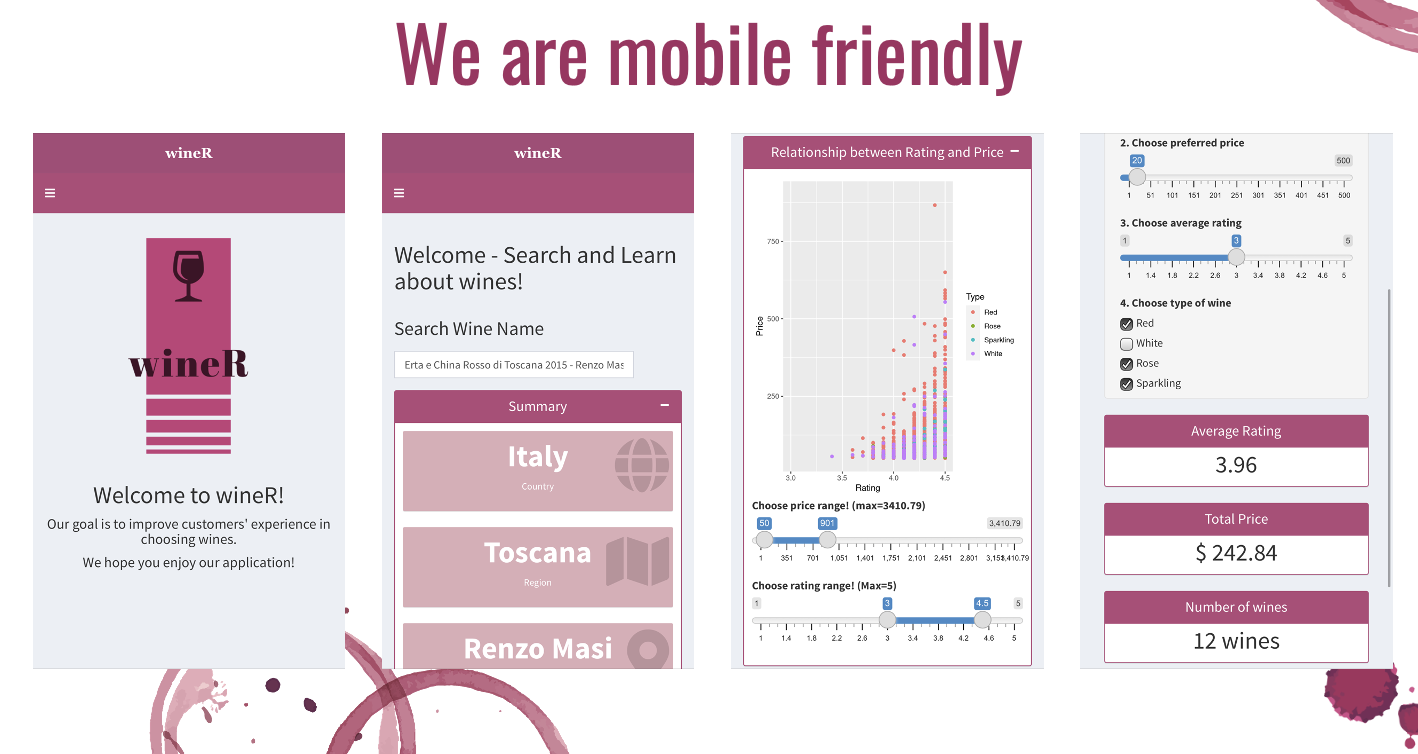 We are mobile friendly
wineR
wineR
Welcome to wineR!
Our goal is to improve customers' experience in
choosing wines.
We hope you enjoy our application!
wineR
Welcome - Search and Learn
about wines!
Search Wine Name
Erta e China Rosso di Toscana 2015 - Renzo Mas
Summary
Italy
Country
Toscana
Region
Renzo Masi
Relationship between Rating and Price
Price
750
500
250
3.0 3.5 4.0 4.5
Rating
Type
Red
Rose
Sparkling
White
Choose price range! (max=3410.79)
50 901 3,410.79
1 351 701 1,051 1,401 1,751 2,101 2,451 2,801 3,151 3,410.79
Choose rating range! (Max=5)
1 3 4.5 5
1 1.4 1.8 2.2 2.6 3 3.4 3.8 4.2 4.6 5
2. Choose preferred price
20 500
1 51 101 151 201 251 301 351 401 451 500
3. Choose average rating
1 3 5
1 1.4 1.8 2.2 2.6 3 3.4 3.8 4.2 4.6 5
4. Choose type of wine
Red
White
Rose
Sparkling
Average Rating
3.96
Total Price
$ 242.84
Number of wines
12 wines